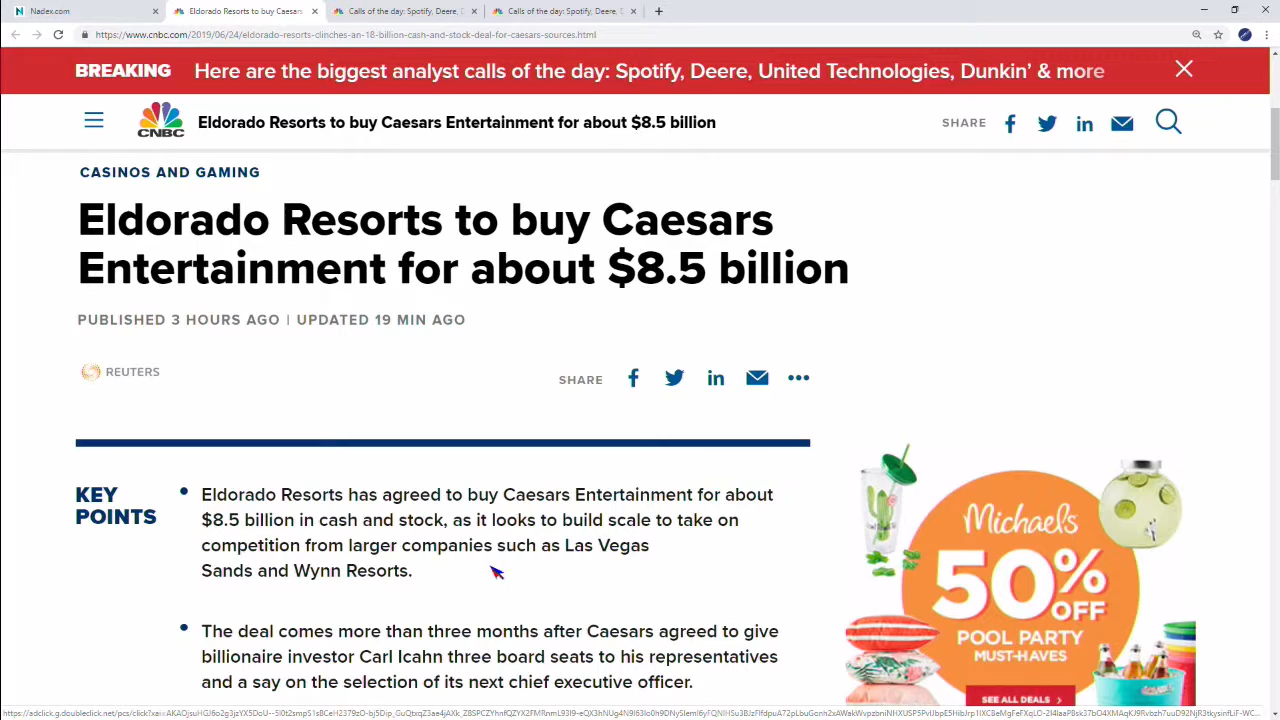 Nadex.com
Eldorado Resorts to buy Caesars
Calls of the day: Spotify, Deere,
Calls of the day: Spotify, Deere,
https://www.cnbc.com/2019/06/24/eldorado-resorts-clinches-an-18-billion-cash-and-stock-deal-for-caesars-sources.html
BREAKING Here are the biggest analyst calls of the day: Spotify, Deere, United Technologies, Dunkin' & more
CNBC
Eldorado Resorts to buy Caesars Entertainment for about $8.5 billion
SHARE
CASINOS AND GAMING
Eldorado Resorts to buy Caesars
Entertainment for about $8.5 billion
PUBLISHED 3 HOURS AGO | UPDATED 19 MIN AGO
REUTERS
SHARE
KEY
POINTS
Eldorado Resorts has agreed to buy Caesars Entertainment for about
$8.5 billion in cash and stock, as it looks to build scale to take on
competition from larger companies such as Las Vegas
Sands and Wynn Resorts.
The deal comes more than three months after Caesars agreed to give
billionaire investor Carl Icahn three board seats to his representatives
and a say on the selection of its next chief executive officer.
Michaels
50%
OFF
POOL PARTY
MUST-HAVES
SEE ALL DEALS